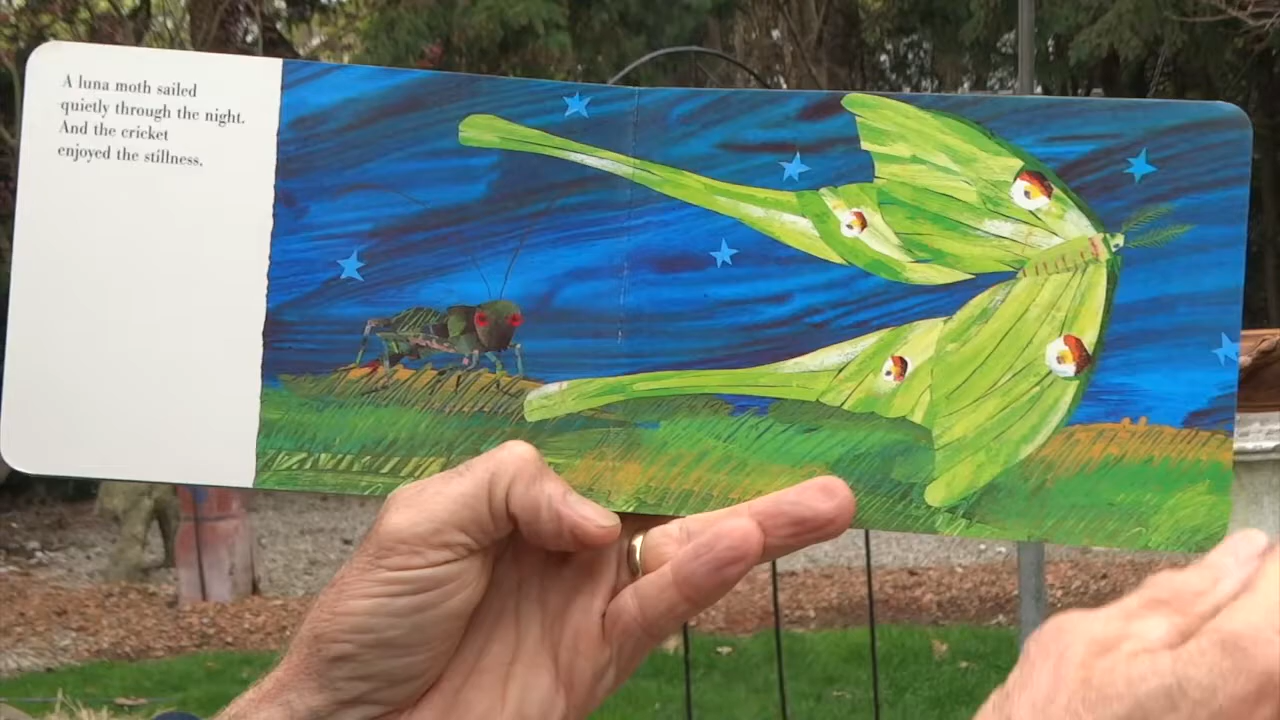 A luna moth sailed
quietly through the night.
And the cricket
enjoyed the stillness.